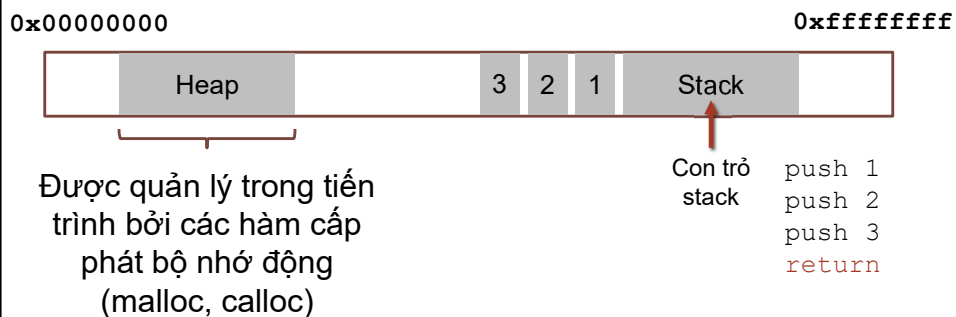 0x00000000
0xffffffff
Heap
3 2 1
Stack
Được quản lý trong tiến
trình bởi các hàm cấp
phát bộ nhớ động
(malloc, calloc)
Con trỏ
stack
push 1
push 2
push 3
return